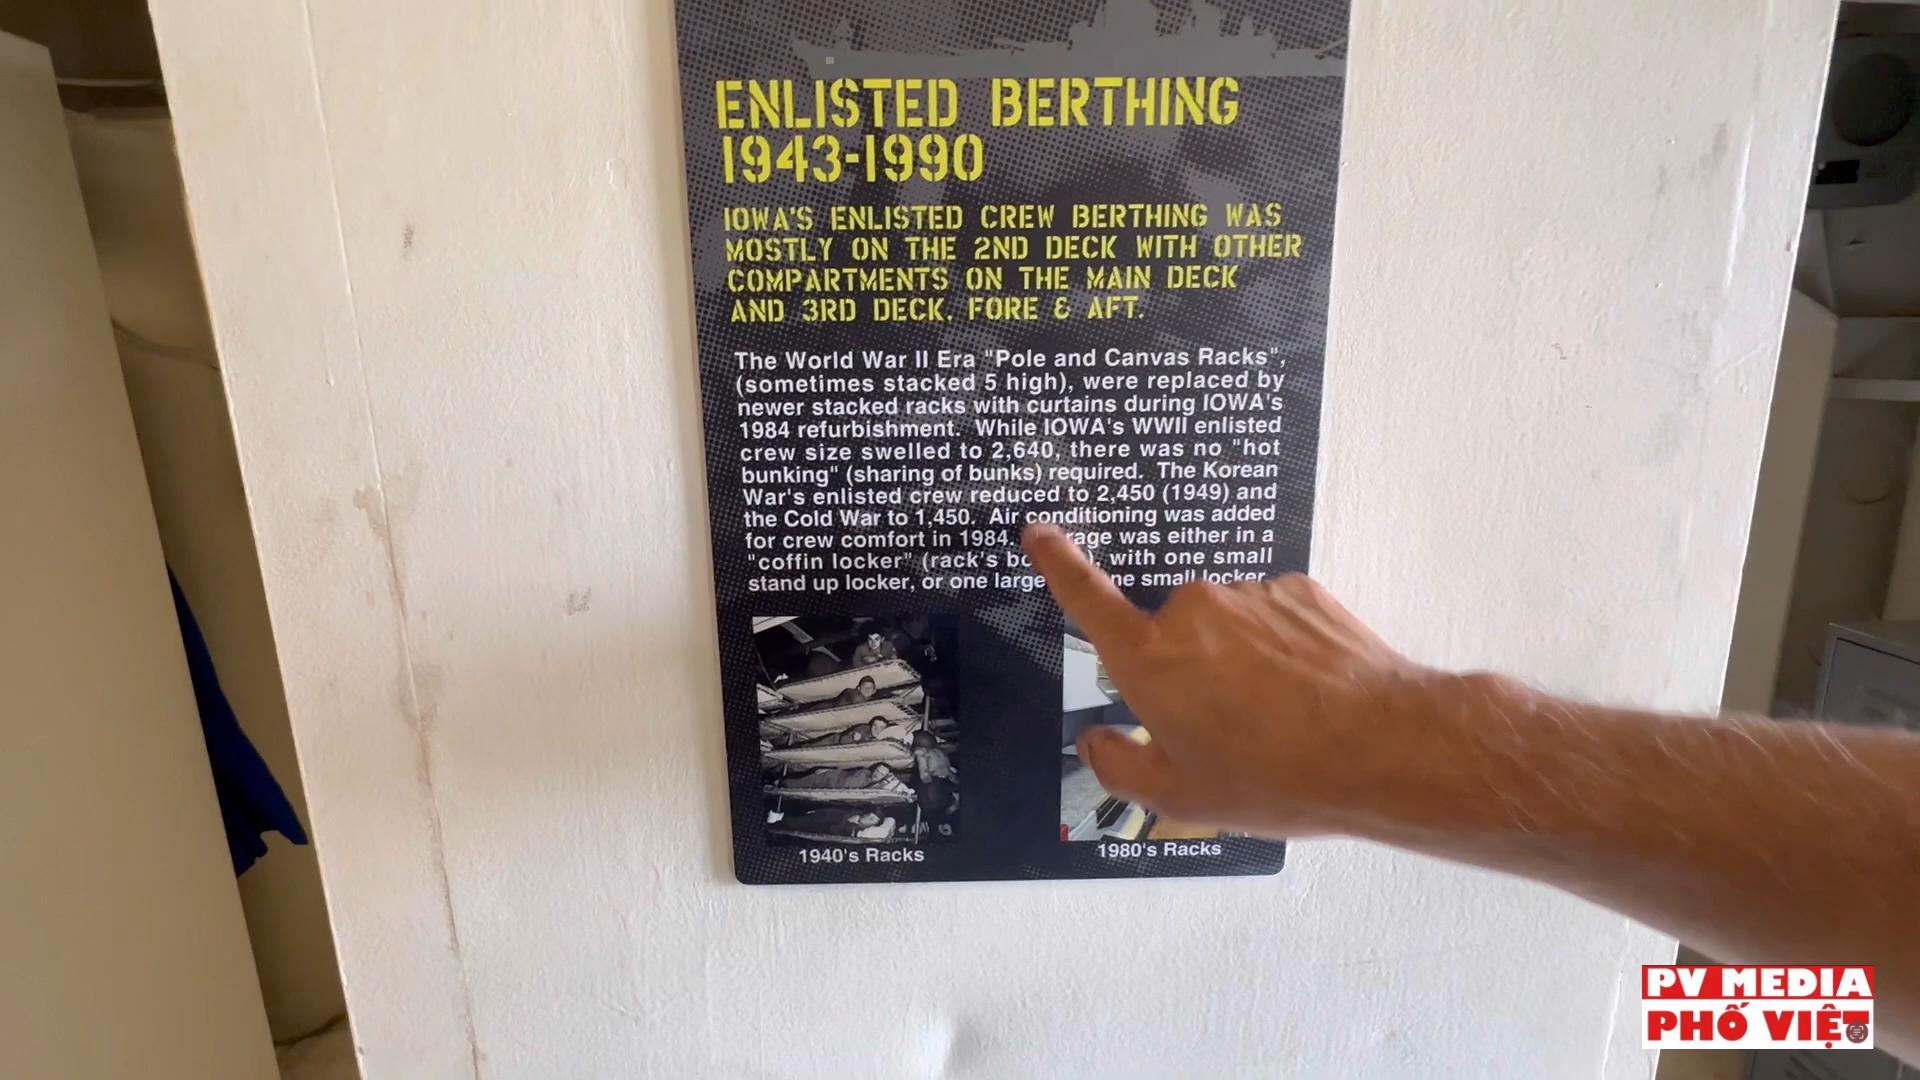 ENLISTED BERTHING
1943-1990
IOWA'S ENLISTED CREW BERTHING WAS
MOSTLY ON THE 2ND DECK WITH OTHER
COMPARTMENTS ON THE MAIN DECK
AND 3RD DECK, FORE & AFT.
The World War II Era "Pole and Canvas Racks",
(sometimes stacked 5 high), were replaced by
newer stacked racks with curtains during IOWA's
1984 refurbishment. While IOWA's WWII enlisted
crew size swelled to 2,640, there was no "hot
bunking" (sharing of bunks) required. The Korean
War's enlisted crew reduced to 2,450 (1949) and
the Cold War to 1,450. Air conditioning was added
for crew comfort in 1984. was either in a
"coffin locker" (rack's with one small
stand up locker, or one large one small locker.
1940's Racks
1980's Racks
PV MEDIA
PHỐ VIỆT